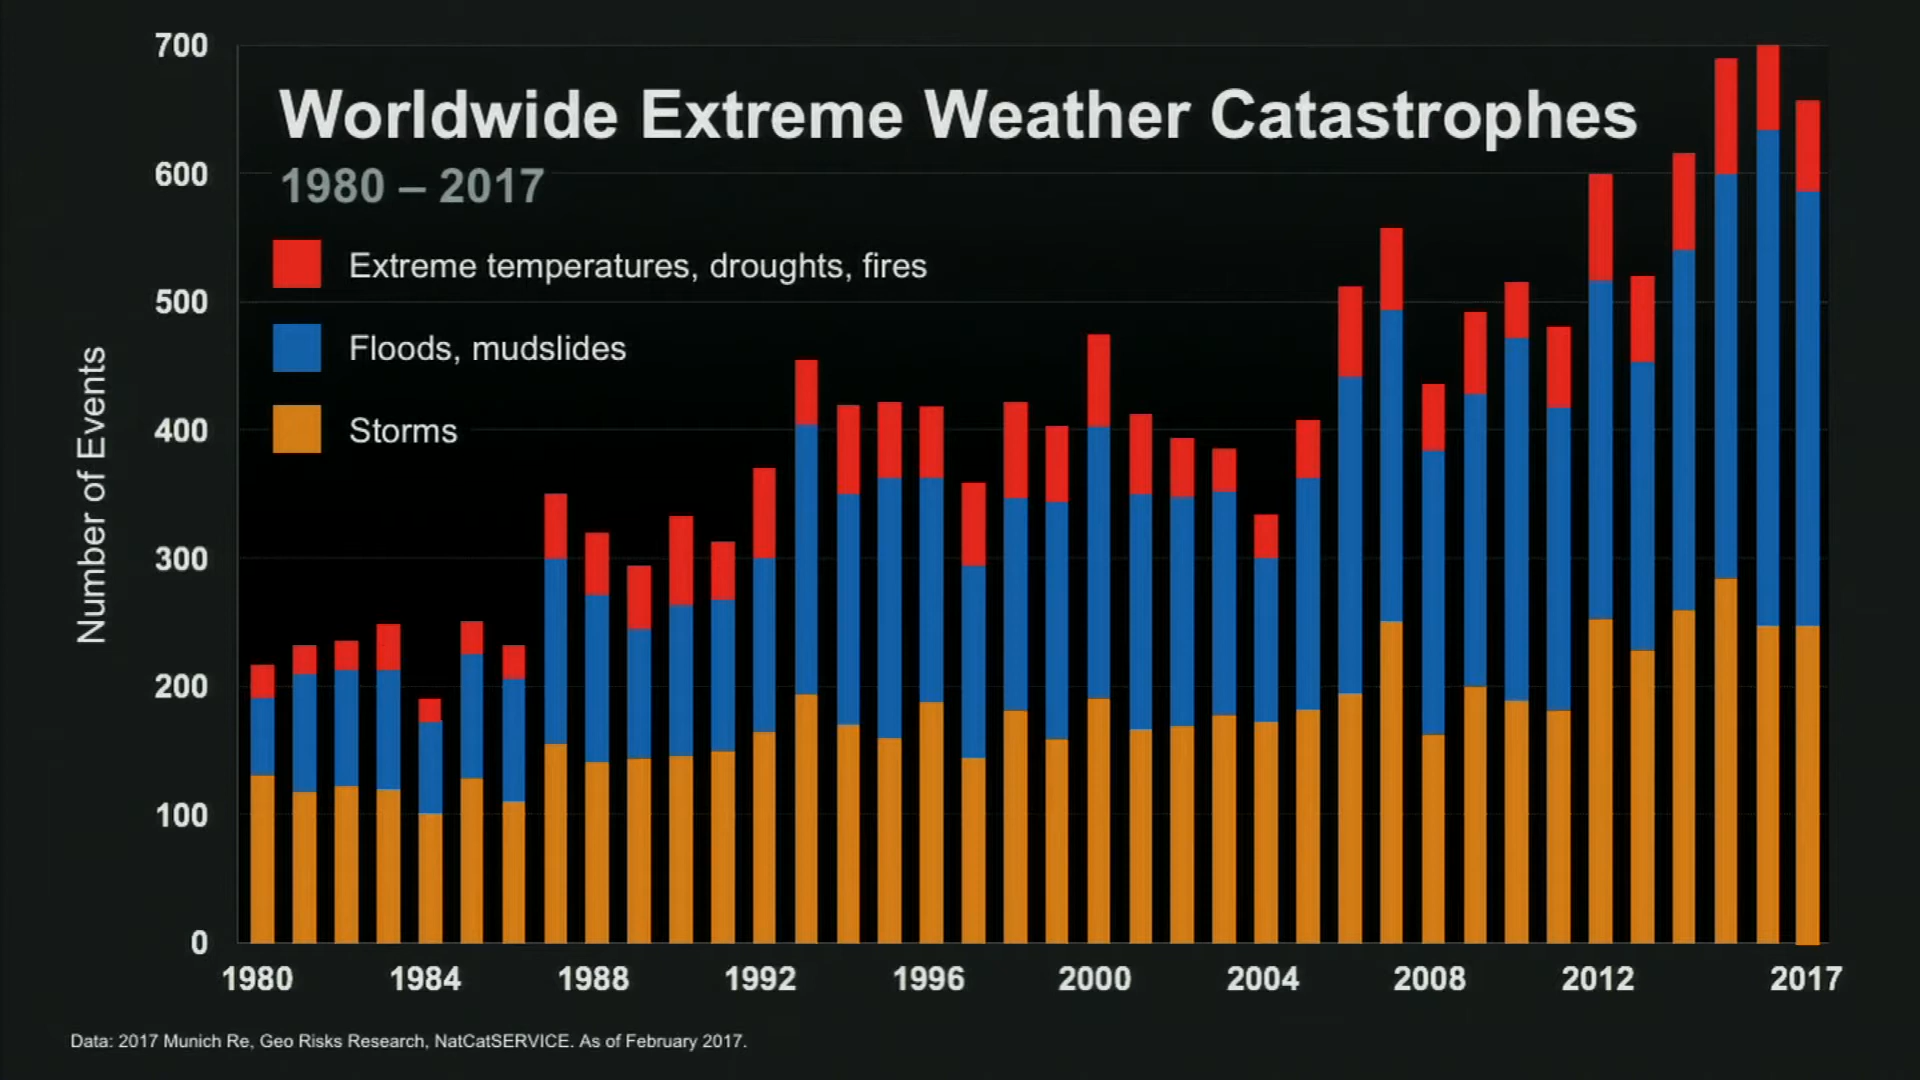 700
Worldwide Extreme Weather Catastrophes
600
1980 – 2017
Extreme temperatures, droughts, fires
500
Floods, mudslides
400
Storms
Number of Events
300
200
100
0
1980 1984 1988 1992 1996 2000 2004 2008 2012 2017
Data: 2017 Munich Re, Geo Risks Research, NatCatSERVICE. As of February 2017.